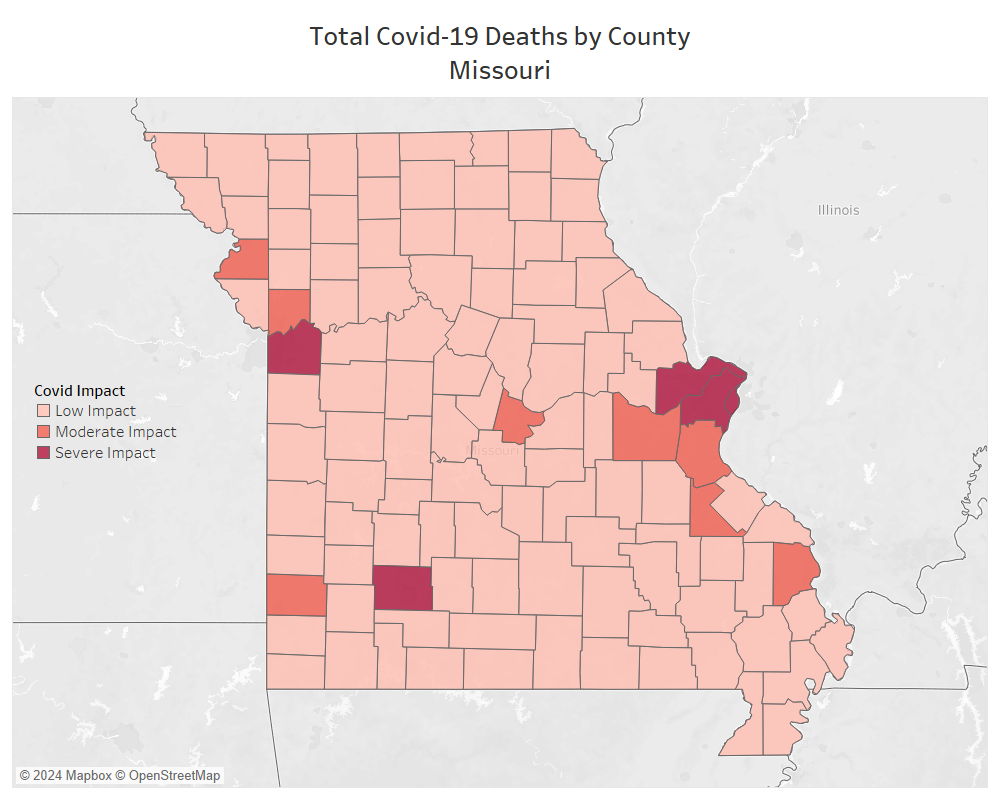 Total Covid-19 Deaths by County
Missouri
Illinois
Covid Impact
Low Impact
Moderate Impact
Severe Impact
Missouri
© 2024 Mapbox © OpenStreetMap